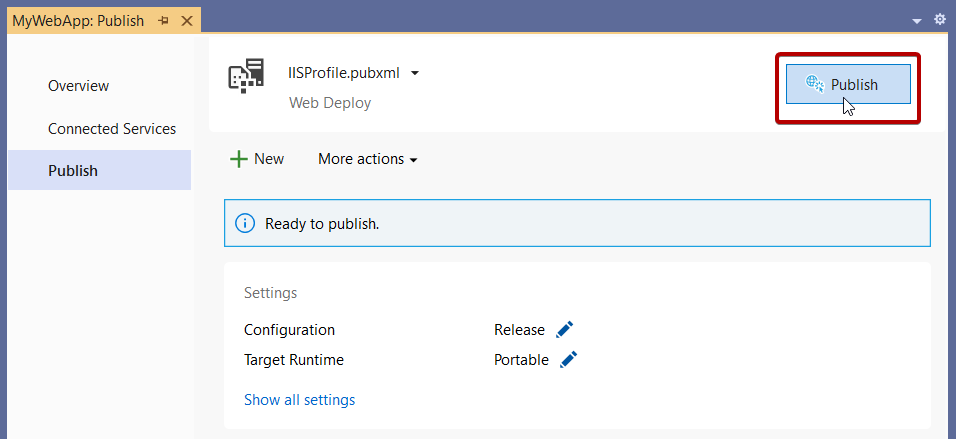 MyWebApp: Publish
Overview
Connected Services
Publish
IISProfile.pubxml
Web Deploy
Publish
New
More actions
Ready to publish.
Settings
Configuration Release
Target Runtime Portable
Show all settings